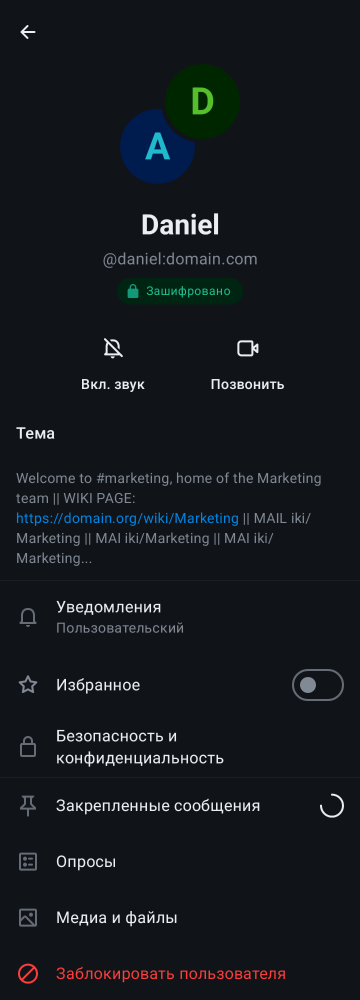 D
A
Daniel
@daniel:domain.com
Зашифровано
Вкл. звук
Позвонить
Тема
Welcome to #marketing, home of the Marketing
team || WIKI PAGE:
https://domain.org/wiki/Marketing || MAIL iki/
Marketing || MAI iki/Marketing || MAI iki/
Marketing...
Уведомления
Пользовательский
Избранное
Безопасность и
конфиденциальность
Закрепленные сообщения
Опросы
Медиа и файлы
Заблокировать пользователя